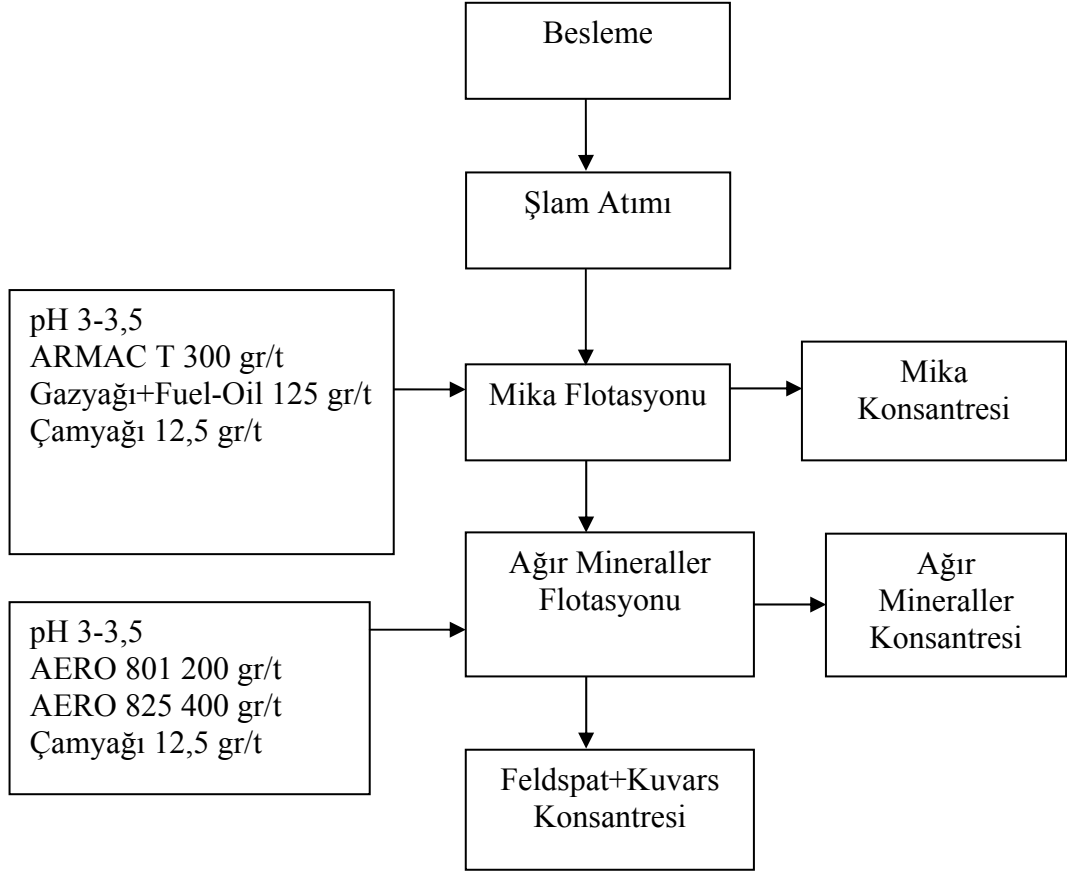 Besleme
Şlam Atımı
pH 3-3,5
ARMAC T 300 gr/t
Gazyağı+Fuel-Oil 125 gr/t
Çamyağı 12,5 gr/t
Mika Flotasyonu
Mika
Konsantresi
Ağır Mineraller
Flotasyonu
Ağır
Mineraller
Konsantresi
pH 3-3,5
AERO 801 200 gr/t
AERO 825 400 gr/t
Çamyağı 12,5 gr/t
Feldspat+Kuvars
Konsantresi